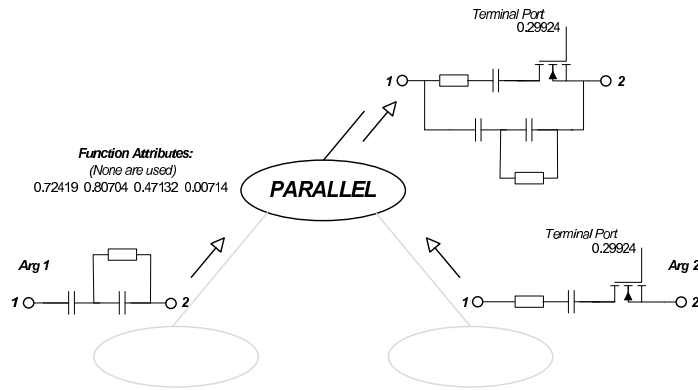 Terminal Port
0.29924
1
2
Function Attributes:
(None are used)
0.72419 0.80704 0.47132 0.00714
PARALLEL
Terminal Port
0.29924
Arg 1
Arg 2
1
2
1
2